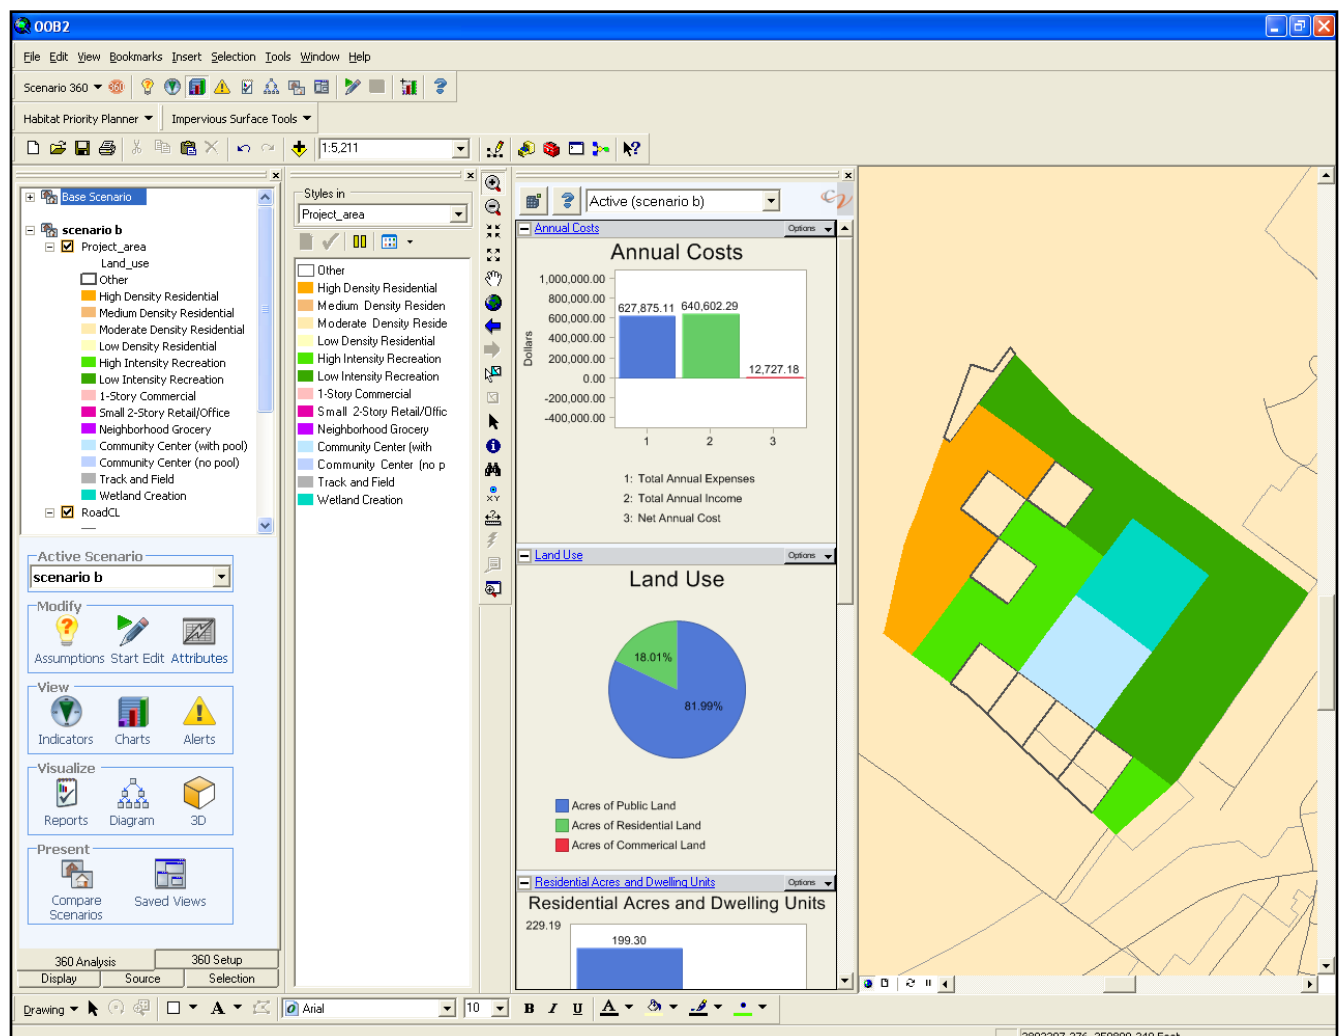 OOB2
File Edit View Bookmarks Insert Selection Tools Window Help
Scenario 360
Habitat Priority Planner Impervious Surface Tools
1:5,211
Base Scenario
scenario b
Project_area
Land_use
Other
High Density Residential
Medium Density Residential
Moderate Density Residential
Low Density Residential
High Intensity Recreation
Low Intensity Recreation
1-Story Commercial
Small 2-Story Retail/Office
Neighborhood Grocery
Community Center (with pool)
Community Center (no pool)
Track and Field
Wetland Creation
RoadCL
Active Scenario
scenario b
Modify
Assumptions Start Edit Attributes
View
Indicators Charts Alerts
Visualize
Reports Diagram 3D
Present
Compare Scenarios Saved Views
360 Analysis 360 Setup
Display Source Selection
Styles in
Project_area
Other
High Density Residential
Medium Density Residen
Moderate Density Reside
Low Density Residential
High Intensity Recreation
Low Intensity Recreation
1-Story Commercial
Small 2-Story Retail/Offic
Neighborhood Grocery
Community Center (with
Community Center (no p
Track and Field
Wetland Creation
XY
Active (scenario b)
cv
Annual Costs Options
Annual Costs
Dollars
1,000,000.00
800,000.00
600,000.00
400,000.00
200,000.00
0.00
-200,000.00
-400,000.00
627,875.11 640,602.29 12,727.18
1 2 3
1: Total Annual Expenses
2: Total Annual Income
3: Net Annual Cost
Land Use Options
Land Use
18.01%
81.99%
Acres of Public Land
Acres of Residential Land
Acres of Commerical Land
Residential Acres and Dwelling Units Options
Residential Acres and Dwelling Units
229.19
199.30
Drawing A Arial 10 B I U A